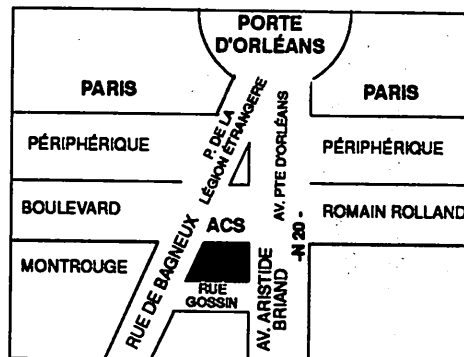 PORTE
D'ORLÉANS
PARIS
PARIS
P. DE LA
LÉGION ÉTRANGERE
AV. PTE D'ORLÉANS
PÉRIPHÉRIQUE
PÉRIPHÉRIQUE
BOULEVARD
ROMAIN ROLLAND
ACS
-N 20-
MONTROUGE
RUE DE BAGNEUX
RUE
GOSSIN
AV. ARISTIDE
BRIAND